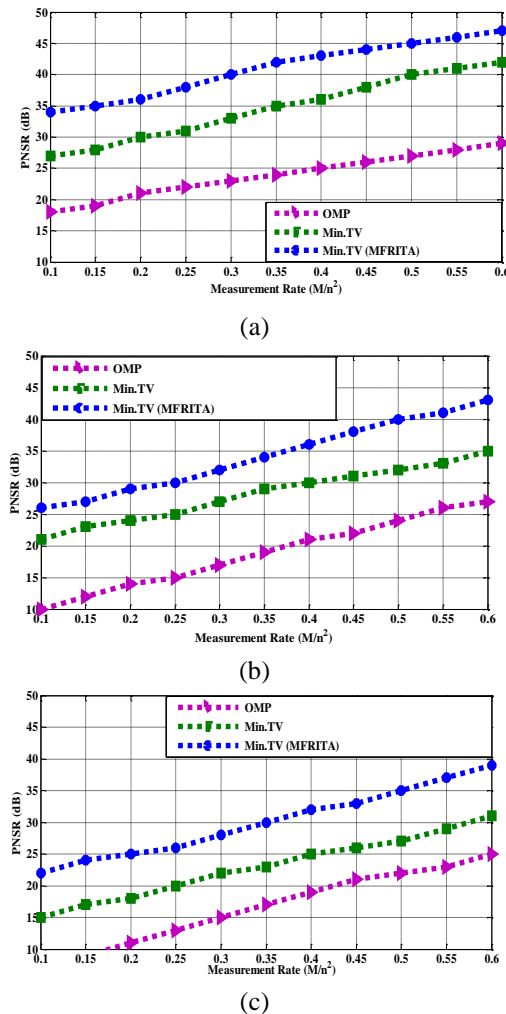 50
45
40
35
30
25
20
15
10
PNSR (dB)
OMP
Min.TV
Min.TV (MFRITA)
0.1 0.15 0.2 0.25 0.3 0.35 0.4 0.45 0.5 0.55 0.6
Measurement Rate (M/n²)
(a)
50
45
40
35
30
25
20
15
10
PNSR (dB)
OMP
Min.TV
Min.TV (MFRITA)
0.1 0.15 0.2 0.25 0.3 0.35 0.4 0.45 0.5 0.55 0.6
Measurement Rate (M/n²)
(b)
50
45
40
35
30
25
20
15
10
PNSR (dB)
OMP
Min.TV
Min.TV (MFRITA)
0.1 0.15 0.2 0.25 0.3 0.35 0.4 0.45 0.5 0.55 0.6
Measurement Rate (M/n²)
(c)